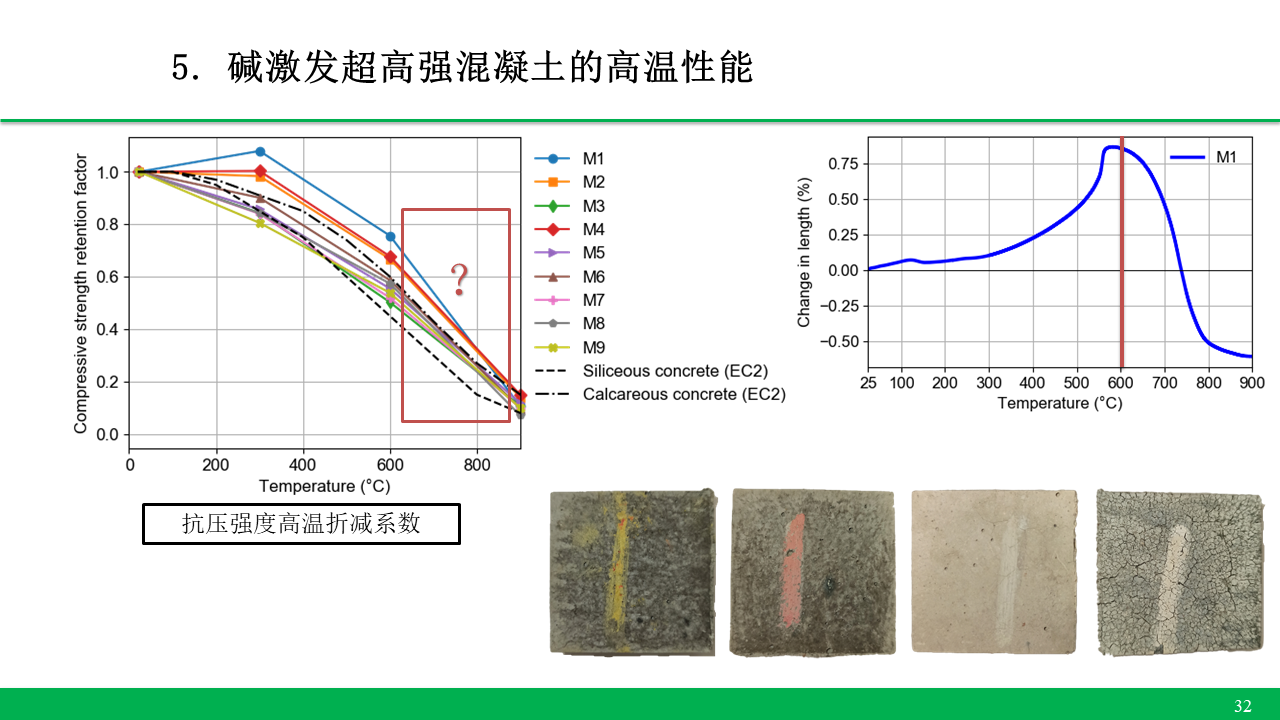 5. 碱激发超高强混凝土的高温性能
Compressive strength retention factor
1.0
0.8
0.6
0.4
0.2
0.0
0
200
400
600
800
Temperature (°C)
?
M1
M2
M3
M4
M5
M6
M7
M8
M9
Siliceous concrete (EC2)
Calcareous concrete (EC2)
抗压强度高温折减系数
Change in length (%)
0.75
0.50
0.25
0.00
−0.25
−0.50
M1
25
100
200
300
400
500
600
700
800
900
Temperature (°C)
32